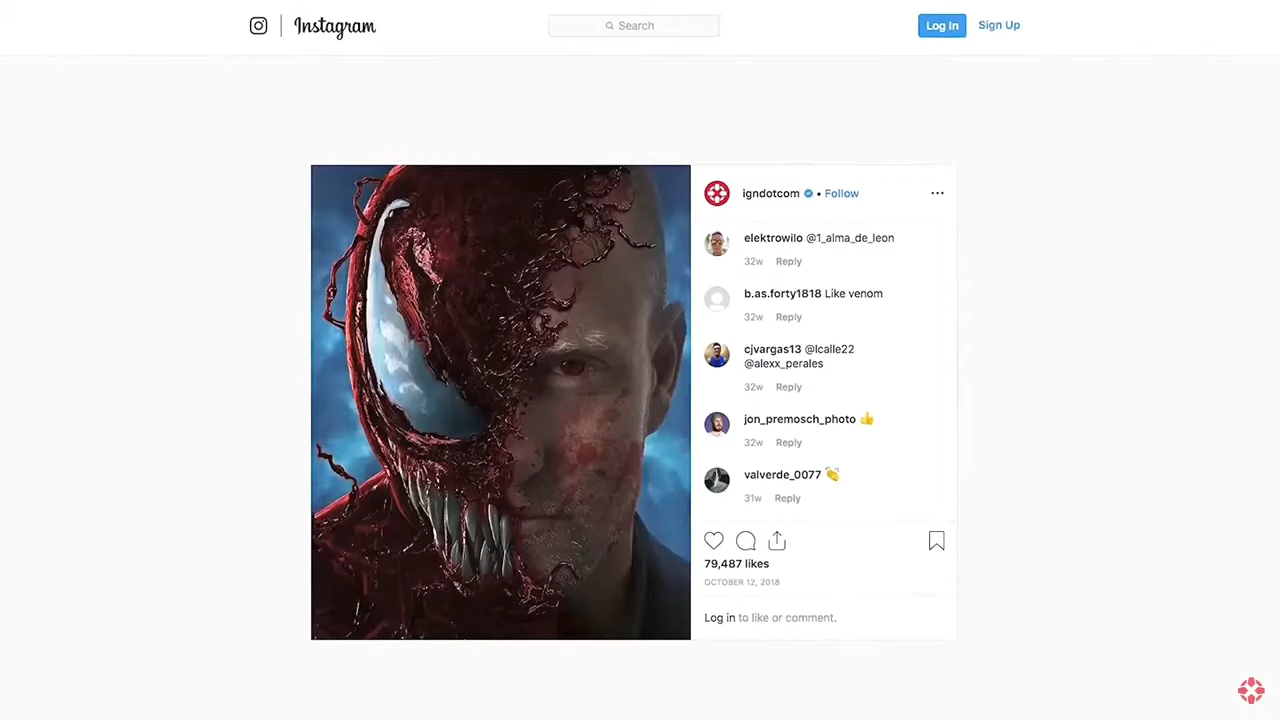 Instagram
Search
Log In
Sign Up
igndotcom • Follow
elektrowilo @1_alma_de_leon
32w Reply
b.as.forty1818 Like venom
32w Reply
cjvargas13 @lcalle22
@alexx_perales
32w Reply
jon_premosch_photo 👍
32w Reply
valverde_0077 👏
31w Reply
79,487 likes
OCTOBER 12, 2018
Log in to like or comment.